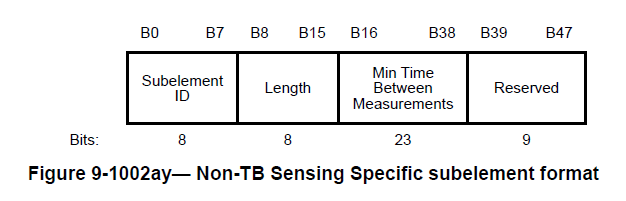 B0 B7 B8 B15 B16 B38 B39 B47
Subelement
ID
Length
Min Time
Between
Measurements
Reserved
Bits: 8 8 23 9
Figure 9-1002ay— Non-TB Sensing Specific subelement format